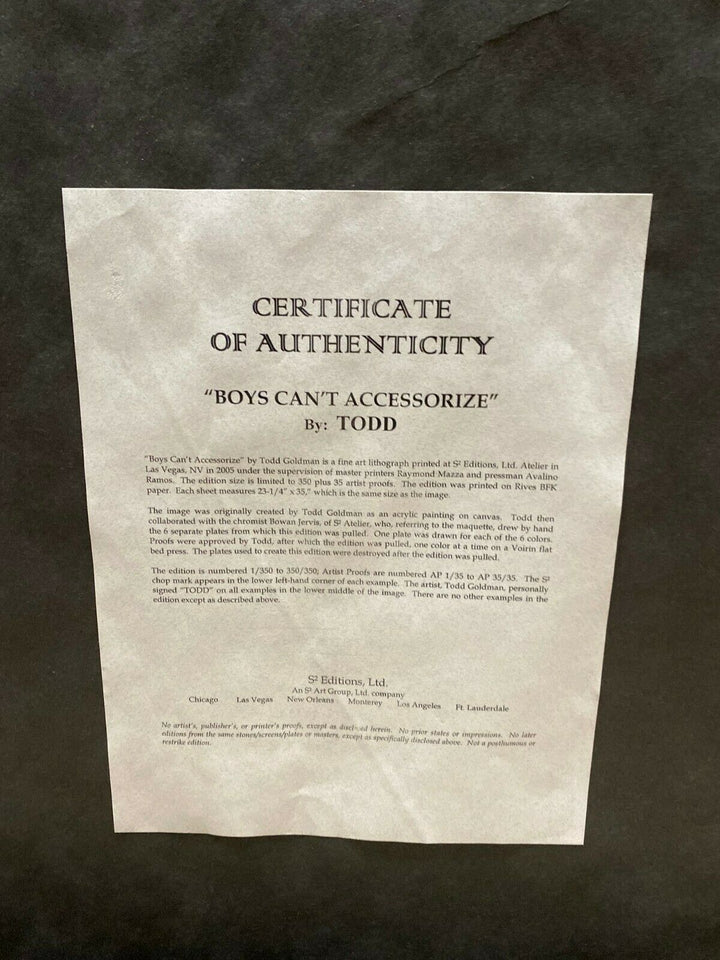 CERTIFICATE
OF AUTHENTICITY
"BOYS CAN'T ACCESSORIZE"
By: TODD
"Boys Can't Accessorize" by Todd Goldman is a fine art lithograph printed at S² Editions, Ltd. Atelier in
Las Vegas, NV in 2005 under the supervision of master printers Raymond Mazza and pressman Avalino
Ramos. The edition size is limited to 350 plus 35 artist proofs. The edition was printed on Rives BFK
paper. Each sheet measures 23-1/4" x 35," which is the same size as the image.
The image was originally created by Todd Goldman as an acrylic painting on canvas. Todd then
collaborated with the chromist Bowan Jervis, of S² Atelier, who, referring to the maquette, drew by hand
the 6 separate plates from which this edition was pulled. One plate was drawn for each of the 6 colors.
Proofs were approved by Todd, after which the edition was pulled, one color at a time on a Voirin flat
bed press. The plates used to create this edition were destroyed after the edition was pulled.
The edition is numbered 1/350 to 350/350; Artist Proofs are numbered AP 1/35 to AP 35/35. The S²
chop mark appears in the lower left-hand corner of each example. The artist, Todd Goldman, personally
signed "TODD" on all examples in the lower middle of the image. There are no other examples in the
edition except as described above.
S² Editions, Ltd.
An S² Art Group, Ltd. company
Chicago Las Vegas New Orleans Monterey Los Angeles Ft. Lauderdale
No artist's, publisher's, or printer's proofs, except as disclosed herein. No prior states or impressions. No later
editions from the same stones/screens/plates or masters, except as specifically disclosed above. Not a posthumous or
restrike edition.